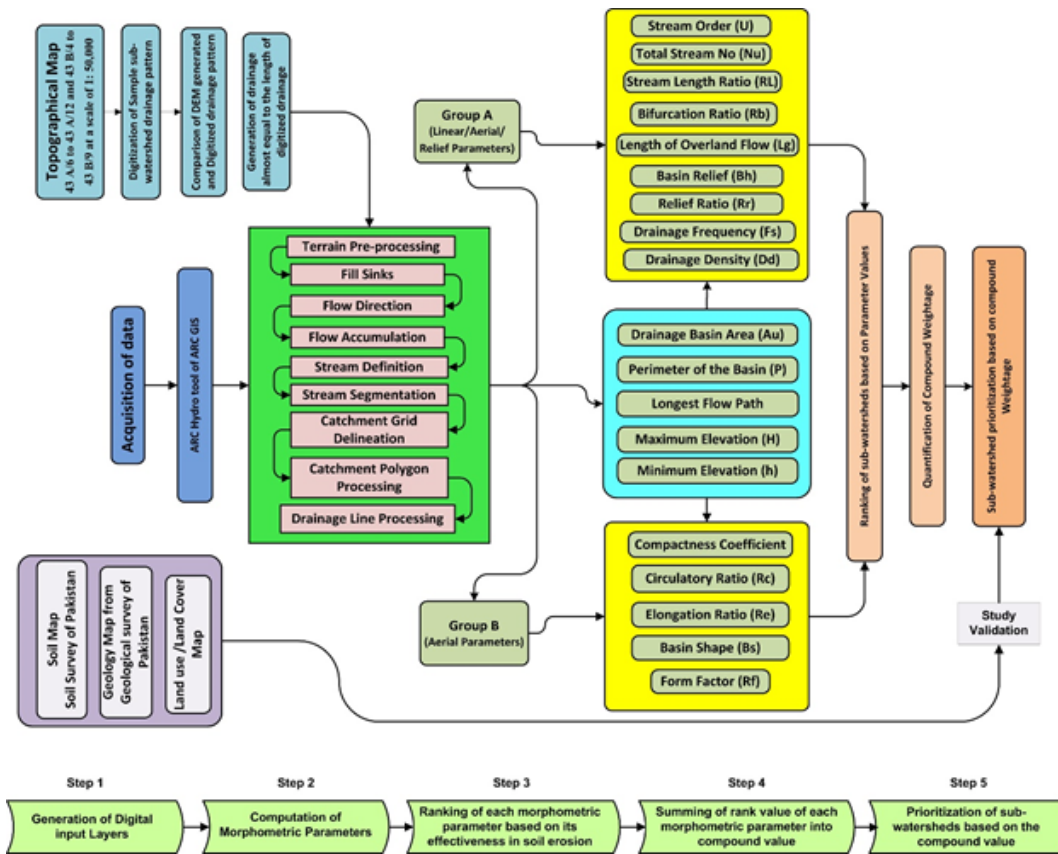 Topographical Map
43 A/6 to 43 A/12 and 43 B/4 to
43 B/9 at a scale of 1: 50,000
Digitization of Sample sub-
watershed drainage pattern
Comparison of DEM generated
and Digitized drainage pattern
Generation of drainage
almost equal to the length of
digitized drainage
Acquisition of data
ARC Hydro tool of ARC GIS
Terrain Pre-processing
Fill Sinks
Flow Direction
Flow Accumulation
Stream Definition
Stream Segmentation
Catchment Grid
Delineation
Catchment Polygon
Processing
Drainage Line Processing
Soil Map
Soil Survey of Pakistan
Geology Map from
Geological survey of
Pakistan
Land use /Land Cover
Map
Group A
(Linear/Aerial/
Relief Parameters)
Group B
(Aerial Parameters)
Stream Order (U)
Total Stream No (Nu)
Stream Length Ratio (RL)
Bifurcation Ratio (Rb)
Length of Overland Flow (Lg)
Basin Relief (Bh)
Relief Ratio (Rr)
Drainage Frequency (Fs)
Drainage Density (Dd)
Drainage Basin Area (Au)
Perimeter of the Basin (P)
Longest Flow Path
Maximum Elevation (H)
Minimum Elevation (h)
Compactness Coefficient
Circulatory Ratio (Rc)
Elongation Ratio (Re)
Basin Shape (Bs)
Form Factor (Rf)
Ranking of sub-watersheds based on Parameter Values
Quantification of Compound Weightage
Sub-watershed prioritization based on compound
Weightage
Study
Validation
Step 1
Generation of Digital
input Layers
Step 2
Computation of
Morphometric Parameters
Step 3
Ranking of each morphometric
parameter based on its
effectiveness in soil erosion
Step 4
Summing of rank value of each
morphometric parameter into
compound value
Step 5
Prioritization of sub-
watersheds based on the
compound value